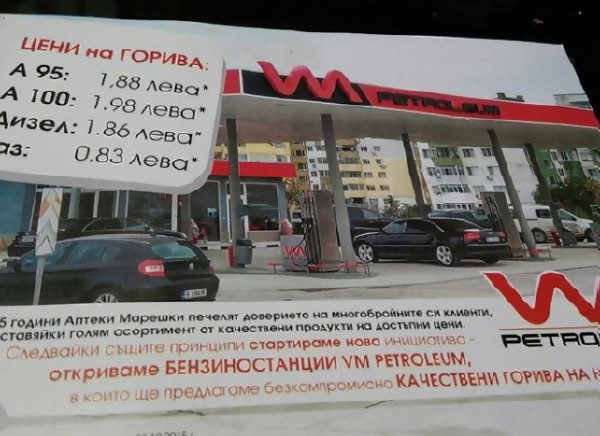 ЦЕНИ на ГОРИВА:
А 95: 1,88 лева*
А 100: 1.98 лева*
Дизел: 1.86 лева*
аз: 0.83 лева*
VM PETROLEUM
VM
VM
PETROL
5 години Аптеки Марешки печелят доверието на многобройните си клиенти,
ставяйки голям асортимент от качествени продукти на достъпни цени.
Следвайки същите принципи стартираме нова инициатива -
откриваме БЕНЗИНОСТАНЦИИ VM PETROLEUM,
в които ще предлагаме безкомпромисно КАЧЕСТВЕНИ ГОРИВА НА Н